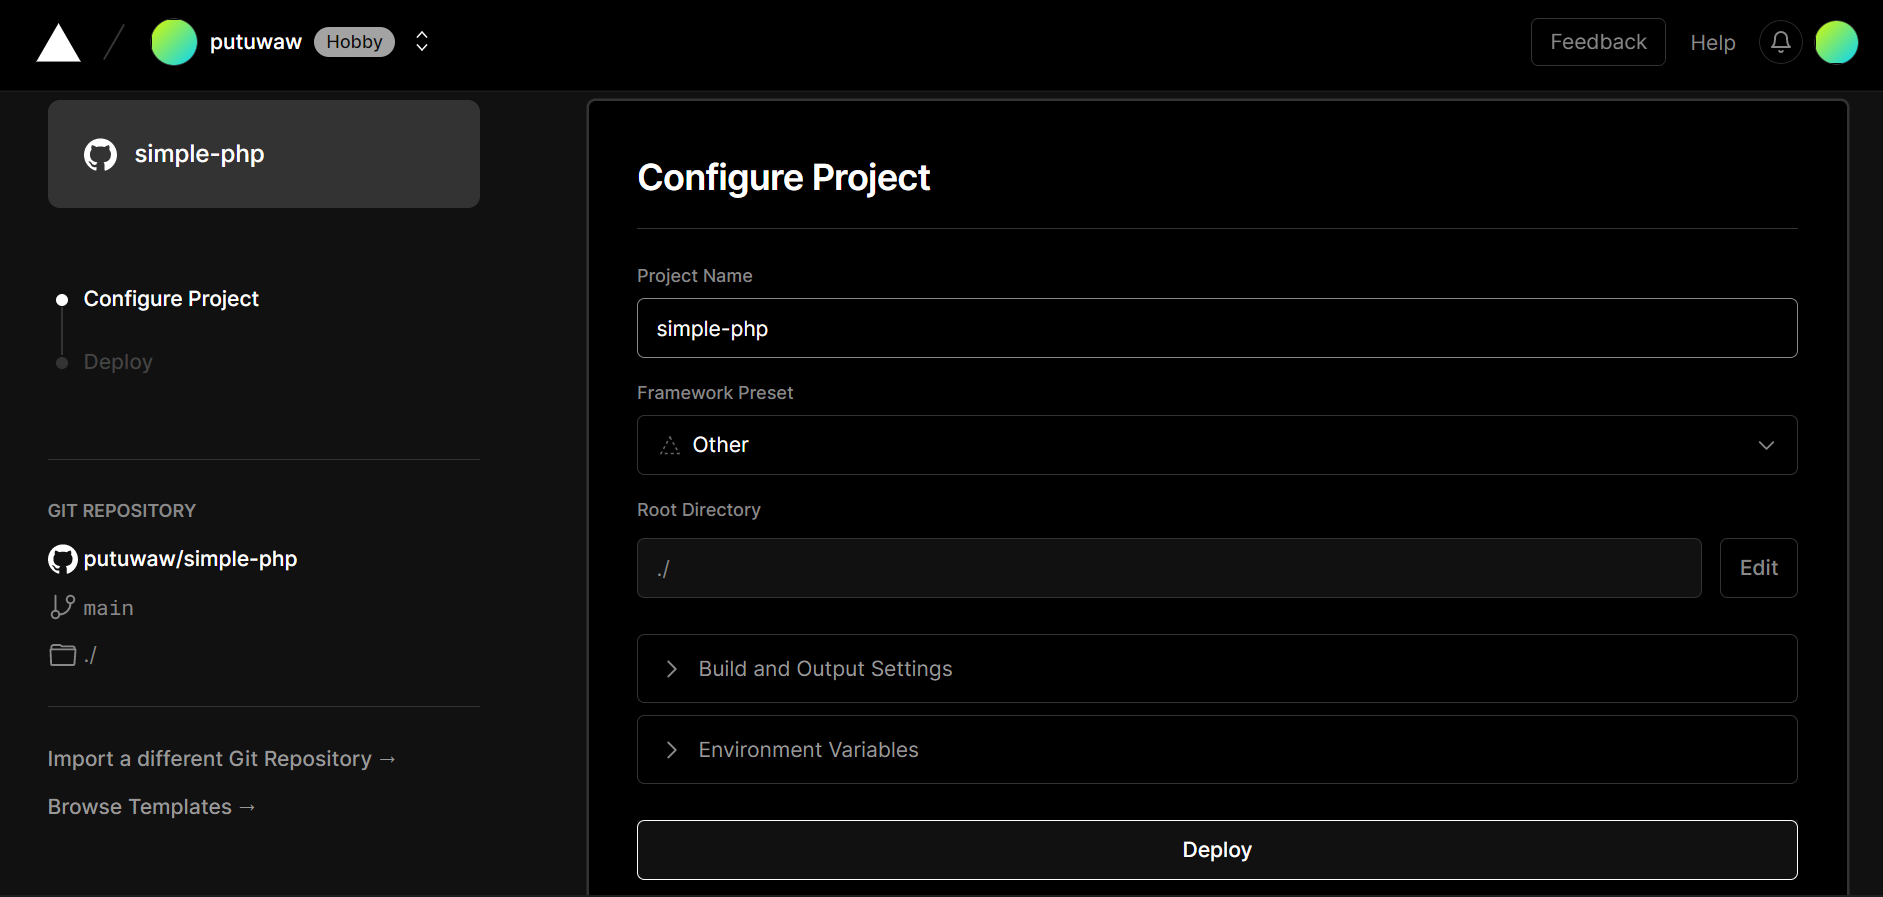 putuwaw Hobby
Feedback Help
simple-php
Configure Project
Deploy
GIT REPOSITORY
putuwaw/simple-php
main
./
Import a different Git Repository →
Browse Templates →
Configure Project
Project Name
simple-php
Framework Preset
Other
Root Directory
./ Edit
Build and Output Settings
Environment Variables
Deploy